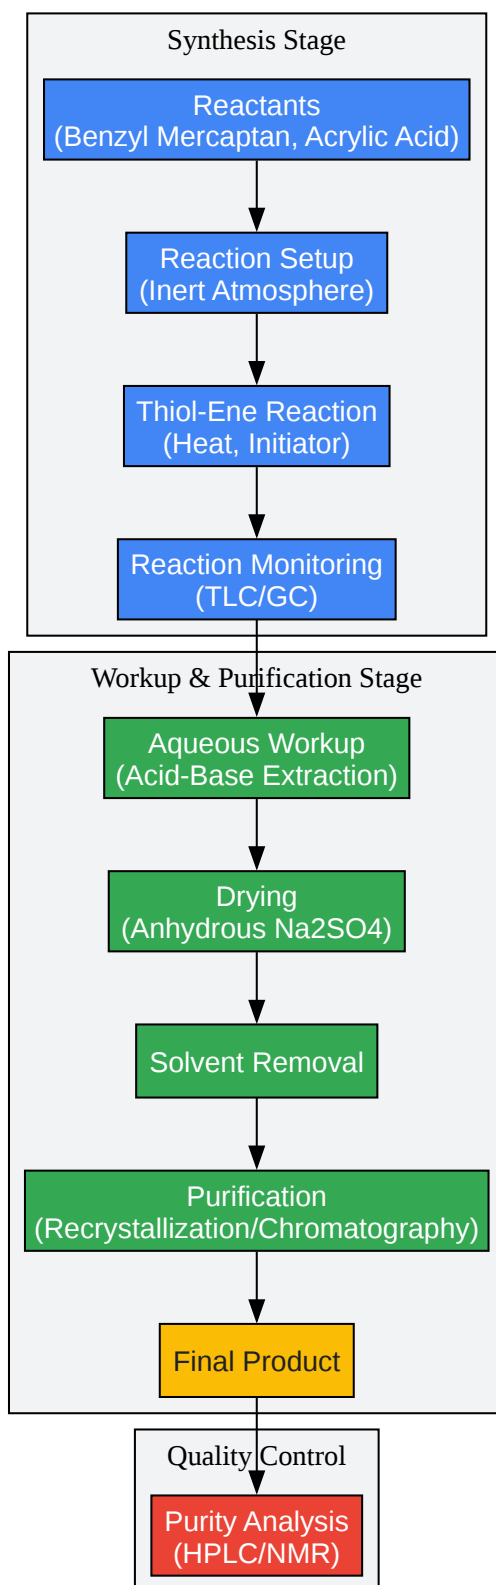 Synthesis Stage
Reactants
(Benzyl Mercaptan, Acrylic Acid)
Reaction Setup
(Inert Atmosphere)
Thiol-Ene Reaction
(Heat, Initiator)
Reaction Monitoring
(TLC/GC)
Workup & Purification Stage
Aqueous Workup
(Acid-Base Extraction)
Drying
(Anhydrous Na2SO4)
Solvent Removal
Purification
(Recrystallization/Chromatography)
Final Product
Quality Control
Purity Analysis
(HPLC/NMR)